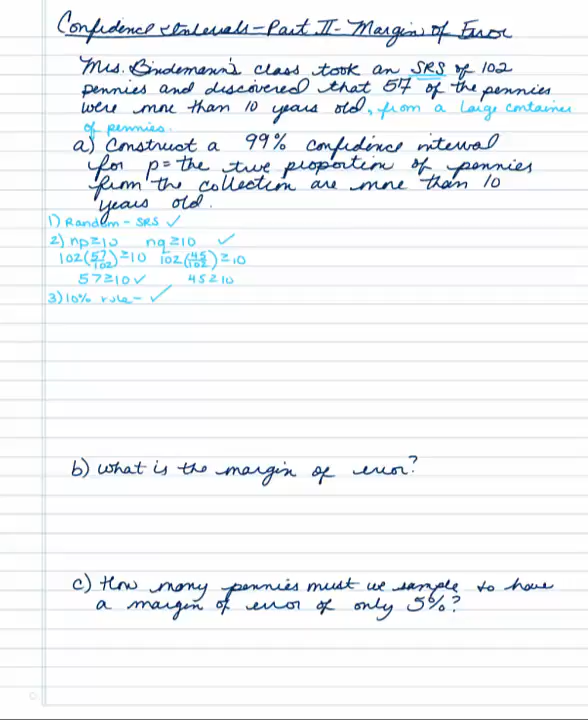 Confidence Intervals - Part II - Margin of Error
Mrs. Bindemann's class took an SRS of 102
pennies and discovered that 57 of the pennies
were more than 10 years old, from a large container
of pennies.
a) Construct a 99% confidence interval
for p = the true proportion of pennies
from the collection are more than 10
years old.
1) Random - SRS ✓
2) np≥10 nq≥10 ✓
102(57/102)≥10 102(45/102)≥10
57≥10 ✓ 45≥10
3) 10% rule - ✓
b) What is the margin of error?
c) How many pennies must we sample to have
a margin of error of only 5%?